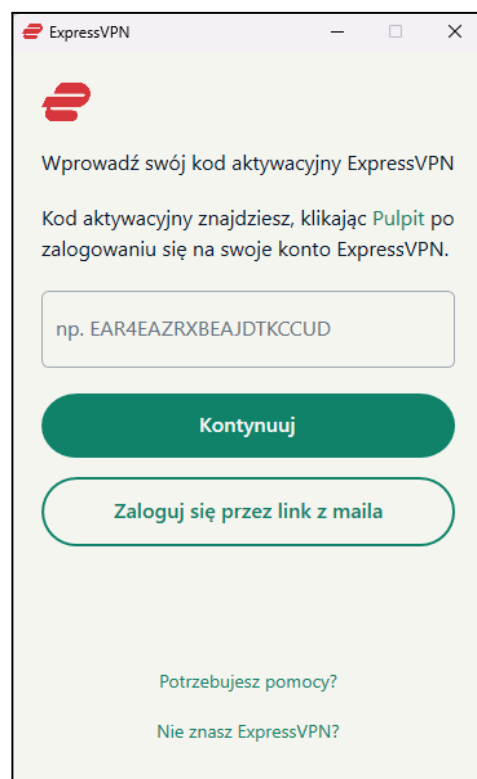 ExpressVPN
Wprowadź swój kod aktywacyjny ExpressVPN
Kod aktywacyjny znajdziesz, klikając Pulpit po
zalogowaniu się na swoje konto ExpressVPN.
np. EAR4EAZRXBEAJDTKCCUD
Kontynuuj
Zaloguj się przez link z maila
Potrzebujesz pomocy?
Nie znasz ExpressVPN?